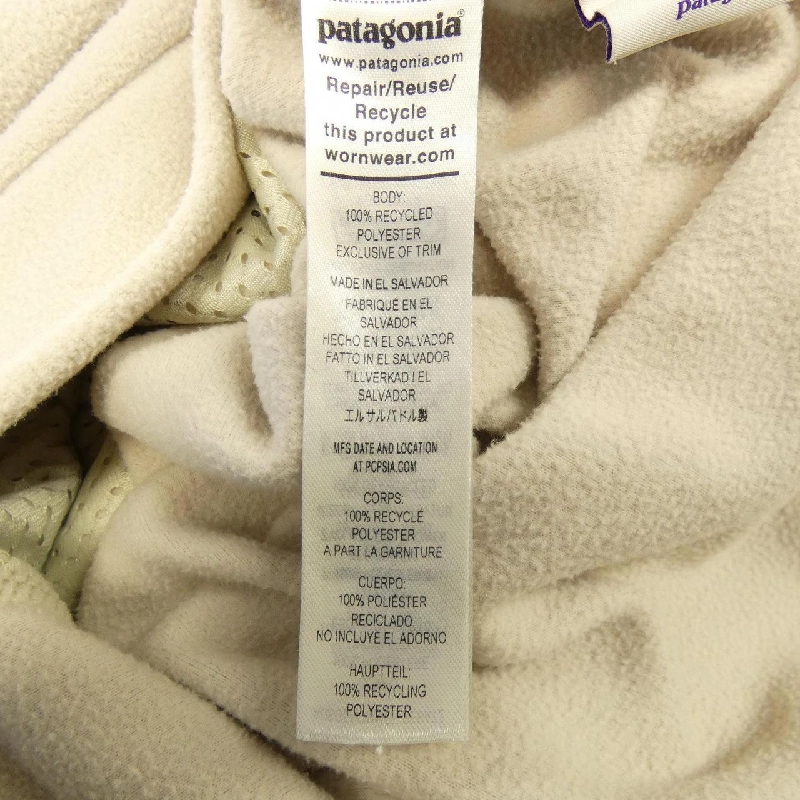 patagonia®
www.patagonia.com
Repair/Reuse/
Recycle
this product at
wornwear.com
BODY:
100% RECYCLED
POLYESTER
EXCLUSIVE OF TRIM
MADE IN EL SALVADOR
FABRIQUÉ EN EL
SALVADOR
HECHO EN EL SALVADOR
FATTO IN EL SALVADOR
TILLVERKAD I EL
SALVADOR
エルサルバドル製
MFG DATE AND LOCATION
AT PCPSIA.COM
CORPS:
100% RECYCLÉ
POLYESTER
A PART LA GARNITURE
CUERPO:
100% POLIÉSTER
RECICLADO
NO INCLUYE EL ADORNO
HAUPTTEIL:
100% RECYCLING
POLYESTER